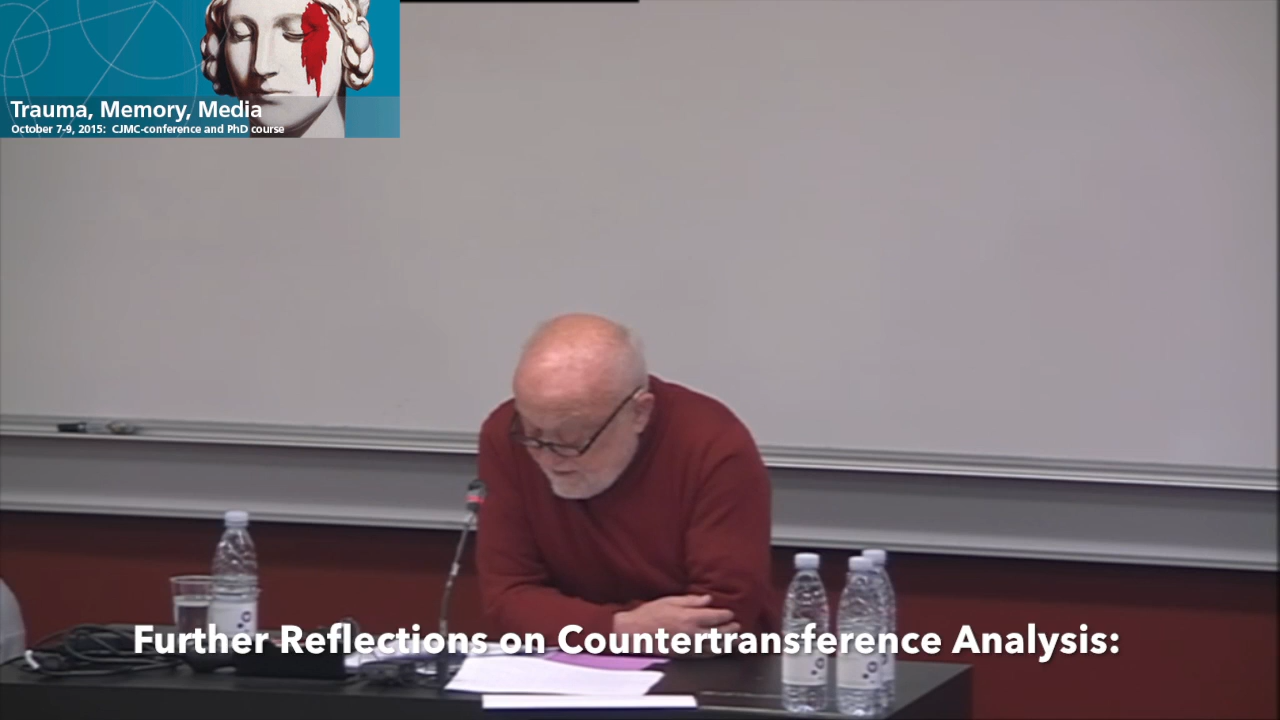 Trauma, Memory, Media
October 7-9, 2015: CJMC-conference and PhD course
Further Reflections on Countertransference Analysis: